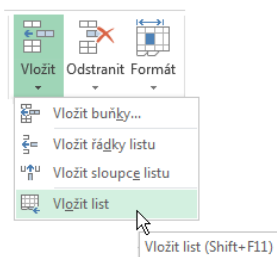 Vložit Odstranit Formát
Vložit buňky...
Vložit řádky listu
Vložit sloupce listu
Vložit list
Vložit list (Shift+F11)